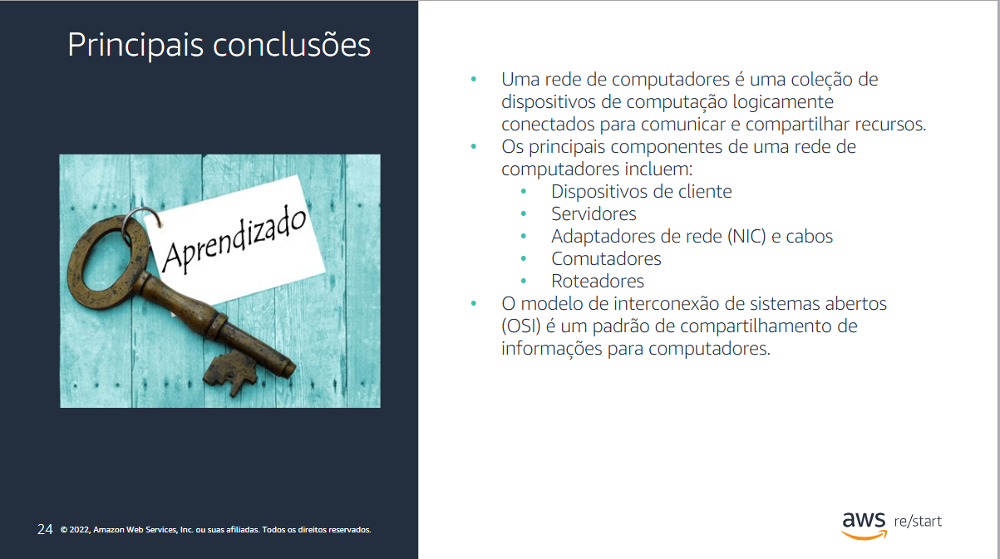 Principais conclusões
Aprendizado
• Uma rede de computadores é uma coleção de
dispositivos de computação logicamente
conectados para comunicar e compartilhar recursos.
• Os principais componentes de uma rede de
computadores incluem:
• Dispositivos de cliente
• Servidores
• Adaptadores de rede (NIC) e cabos
• Comutadores
• Roteadores
• O modelo de interconexão de sistemas abertos
(OSI) é um padrão de compartilhamento de
informações para computadores.
24 © 2022, Amazon Web Services, Inc. ou suas afiliadas. Todos os direitos reservados.
aws re/start